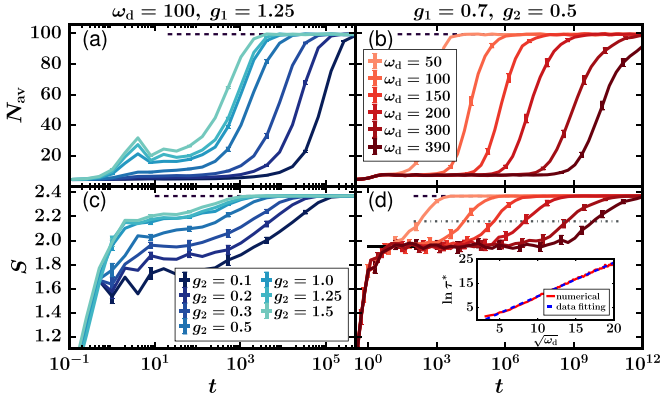 ω_d = 100, g_1 = 1.25
g_1 = 0.7, g_2 = 0.5
(a)
(b)
N_av
100
80
60
40
20
ω_d = 50
ω_d = 100
ω_d = 150
ω_d = 200
ω_d = 300
ω_d = 390
(c)
(d)
S
2.4
2.2
2.0
1.8
1.6
1.4
1.2
g_2 = 0.1
g_2 = 0.2
g_2 = 0.3
g_2 = 0.5
g_2 = 1.0
g_2 = 1.25
g_2 = 1.5
ln τ*
25
15
5
numerical
data fitting
5 10 15 20
√ω_d
10^{-1} 10^1 10^3 10^5
10^0 10^3 10^6 10^9 10^{12}
t
t